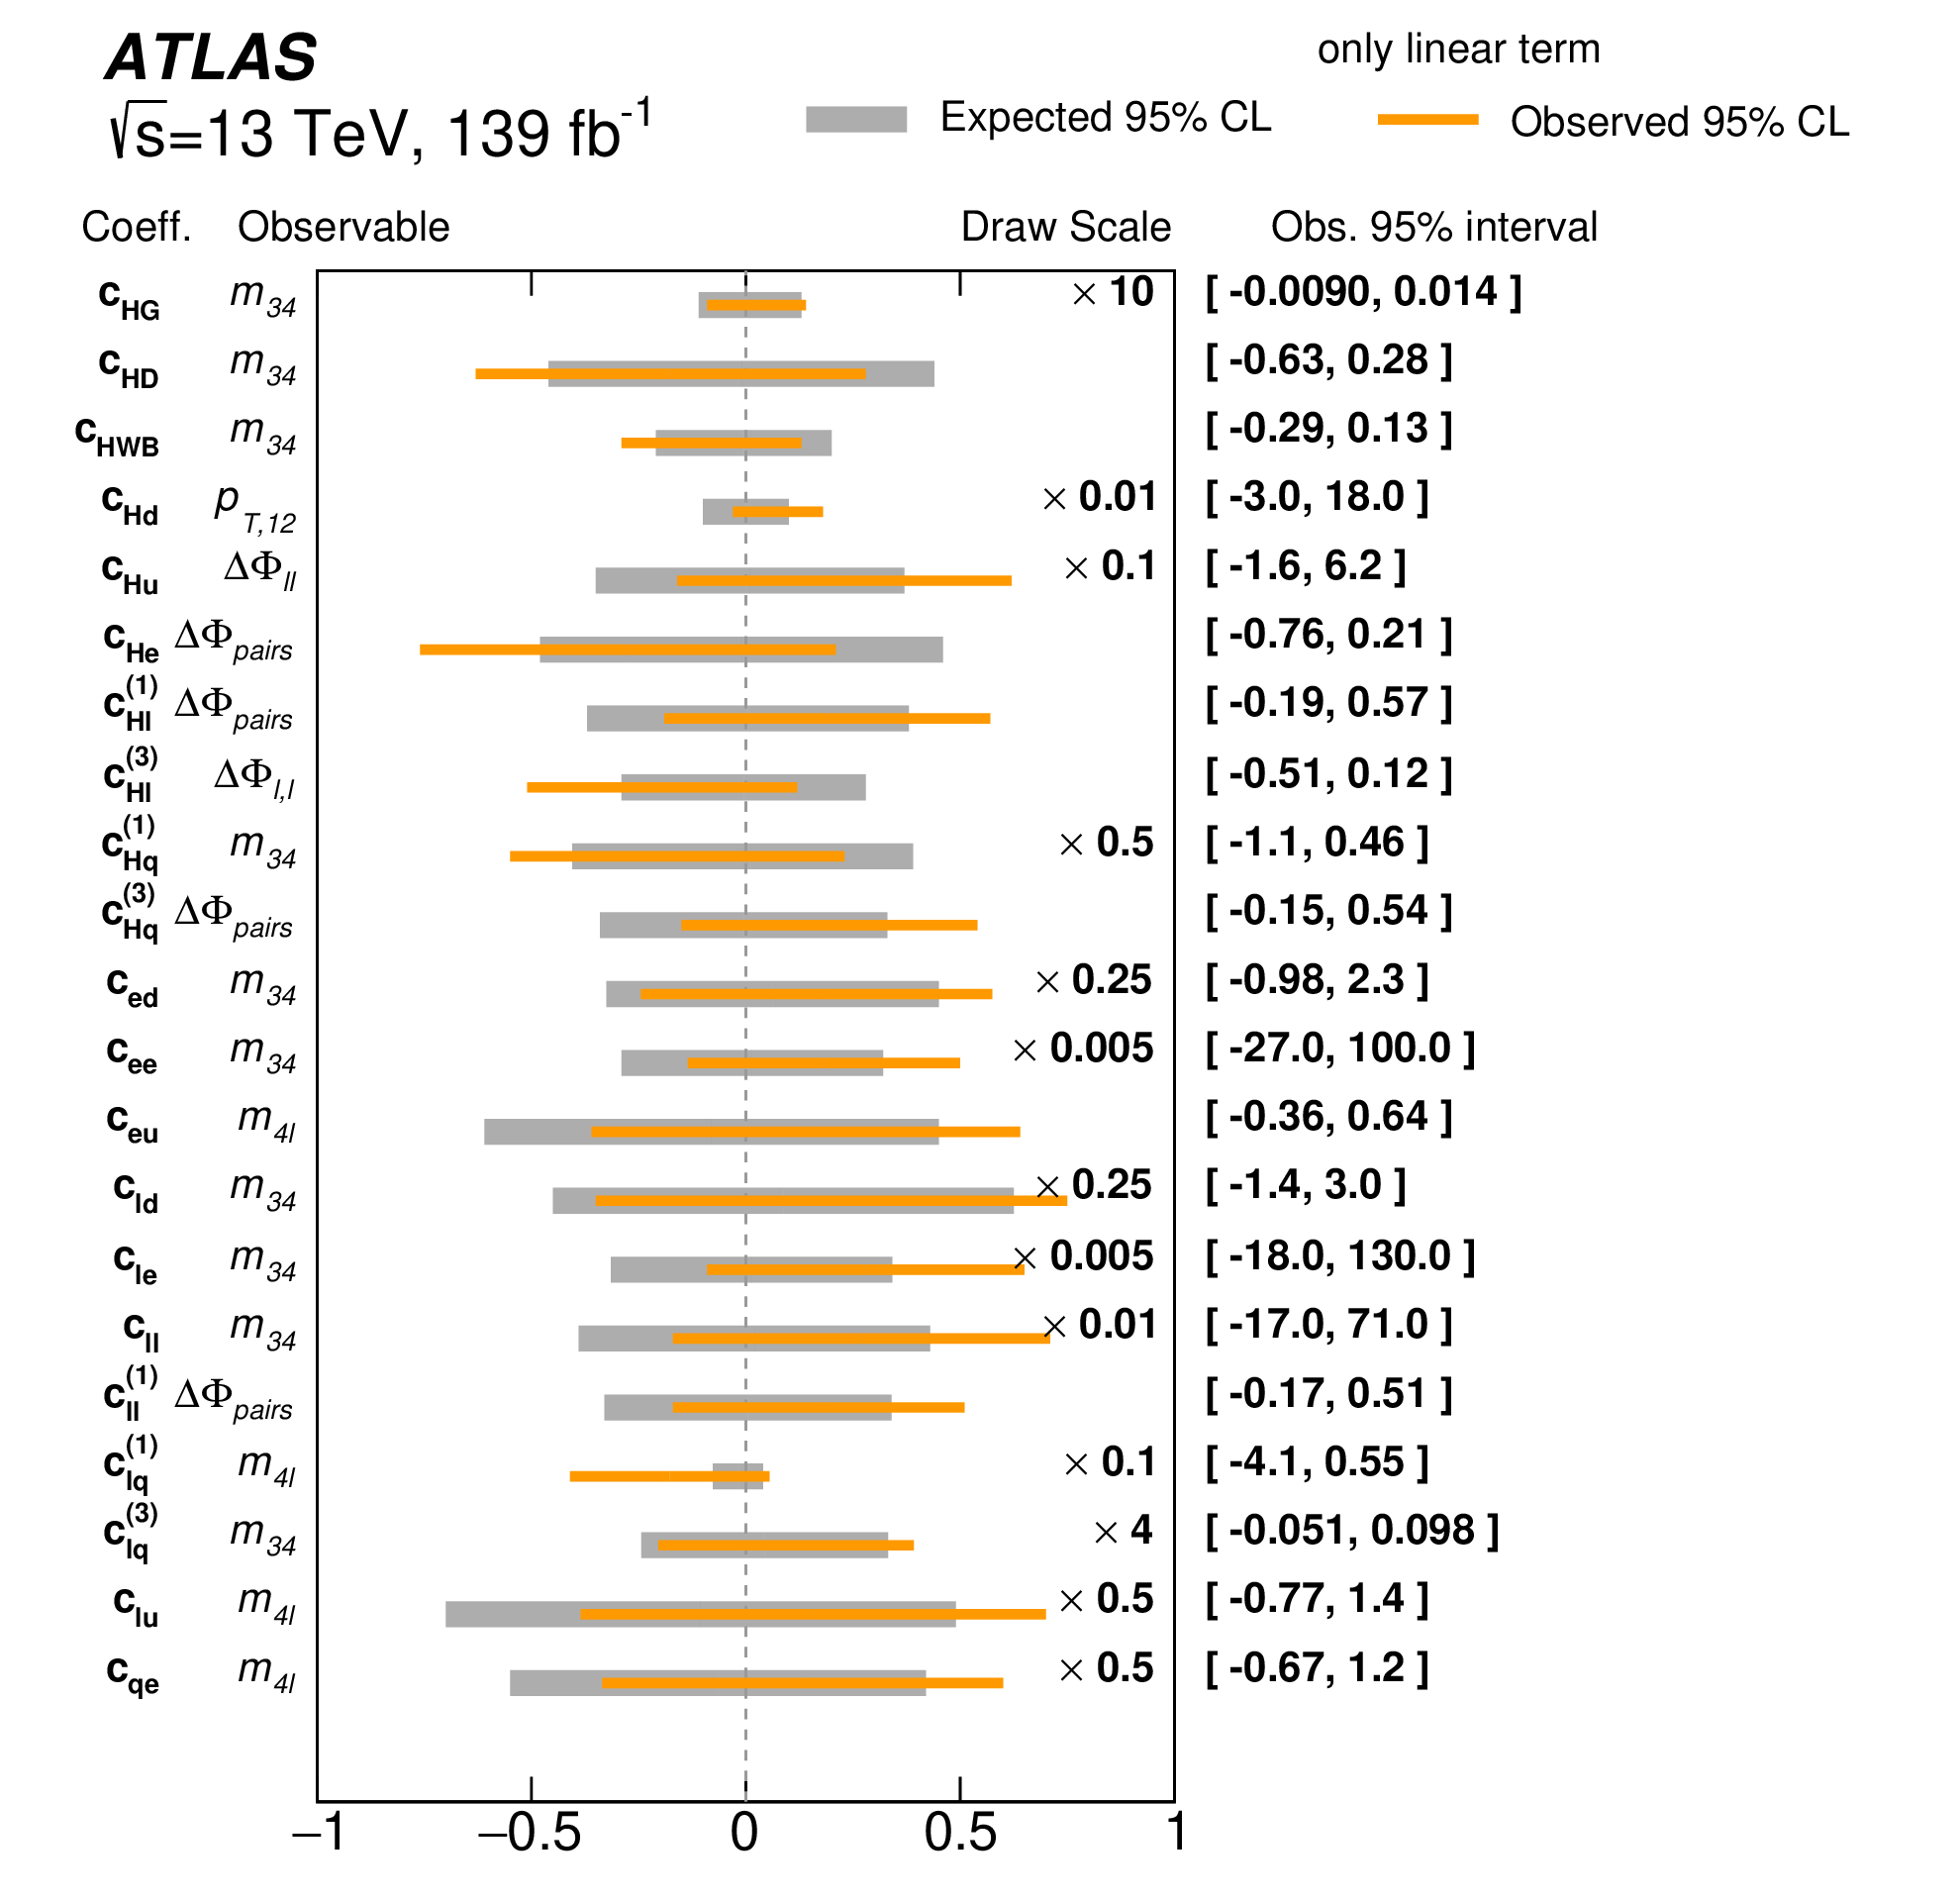 ATLAS
only linear term
√s=13 TeV, 139 fb⁻¹
Expected 95% CL
Observed 95% CL
Coeff. Observable Draw Scale Obs. 95% interval
c_HG m_34 × 10 [ -0.0090, 0.014 ]
c_HD m_34 [ -0.63, 0.28 ]
c_HWB m_34 [ -0.29, 0.13 ]
c_Hd p_T,12 × 0.01 [ -3.0, 18.0 ]
c_Hu ΔΦ_ll × 0.1 [ -1.6, 6.2 ]
c_He ΔΦ_pairs [ -0.76, 0.21 ]
c_Hl^(1) ΔΦ_pairs [ -0.19, 0.57 ]
c_Hl^(3) ΔΦ_l,l [ -0.51, 0.12 ]
c_Hq^(1) m_34 × 0.5 [ -1.1, 0.46 ]
c_Hq^(3) ΔΦ_pairs [ -0.15, 0.54 ]
c_ed m_34 × 0.25 [ -0.98, 2.3 ]
c_ee m_34 × 0.005 [ -27.0, 100.0 ]
c_eu m_4l [ -0.36, 0.64 ]
c_ld m_34 × 0.25 [ -1.4, 3.0 ]
c_le m_34 × 0.005 [ -18.0, 130.0 ]
c_ll m_34 × 0.01 [ -17.0, 71.0 ]
c_ll^(1) ΔΦ_pairs [ -0.17, 0.51 ]
c_lq^(1) m_4l × 0.1 [ -4.1, 0.55 ]
c_lq^(3) m_34 × 4 [ -0.051, 0.098 ]
c_lu m_4l × 0.5 [ -0.77, 1.4 ]
c_qe m_4l × 0.5 [ -0.67, 1.2 ]
−1 −0.5 0 0.5 1